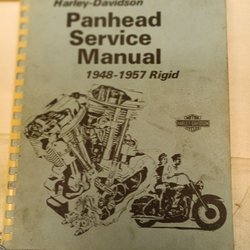 Harley-Davidson
Panhead
Service
Manual
1948-1957 Rigid